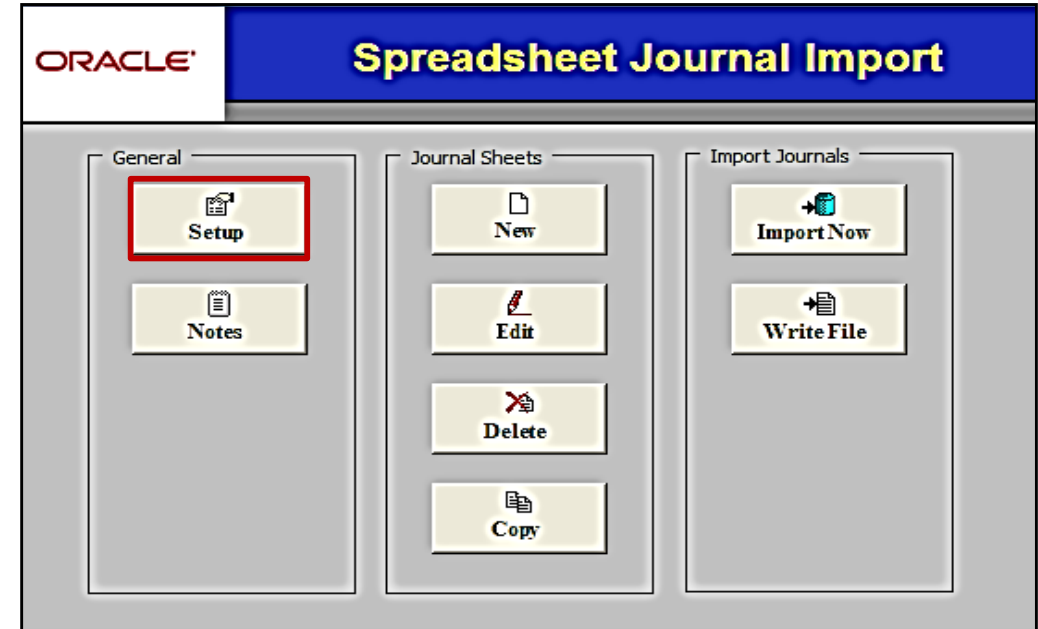 ORACLE®
Spreadsheet Journal Import
General
Setup
Notes
Journal Sheets
New
Edit
Delete
Copy
Import Journals
Import Now
Write File